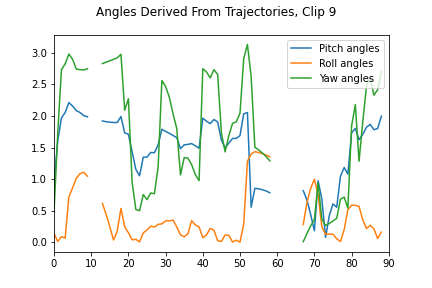 Angles Derived From Trajectories, Clip 9
Pitch angles
Roll angles
Yaw angles
3.0
2.5
2.0
1.5
1.0
0.5
0.0
0 10 20 30 40 50 60 70 80 90